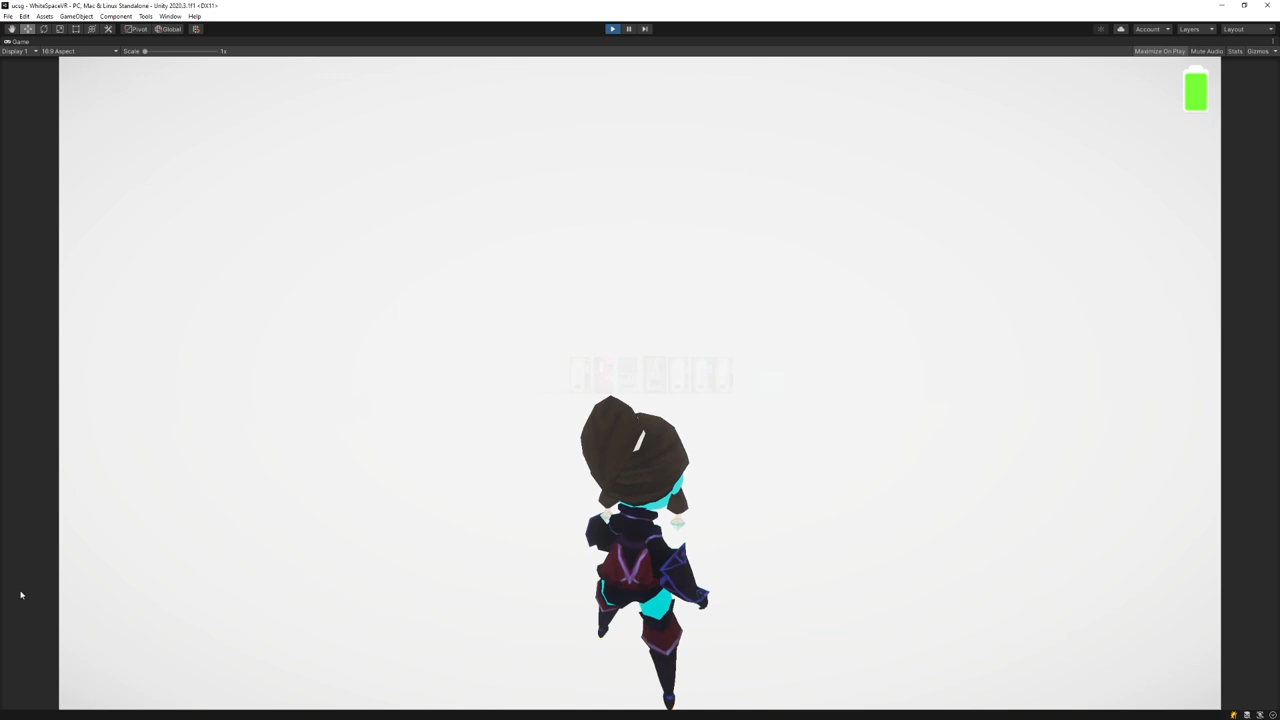 ucsg - WhiteSpaceVR - PC, Mac & Linux Standalone - Unity 2020.3.1f1 <DX11>
File Edit Assets GameObject Component Tools Window Help
Pivot Global Account Layers Layout
Game
Display 1 16:9 Aspect Scale 1x Maximize On Play Mute Audio Stats Gizmos